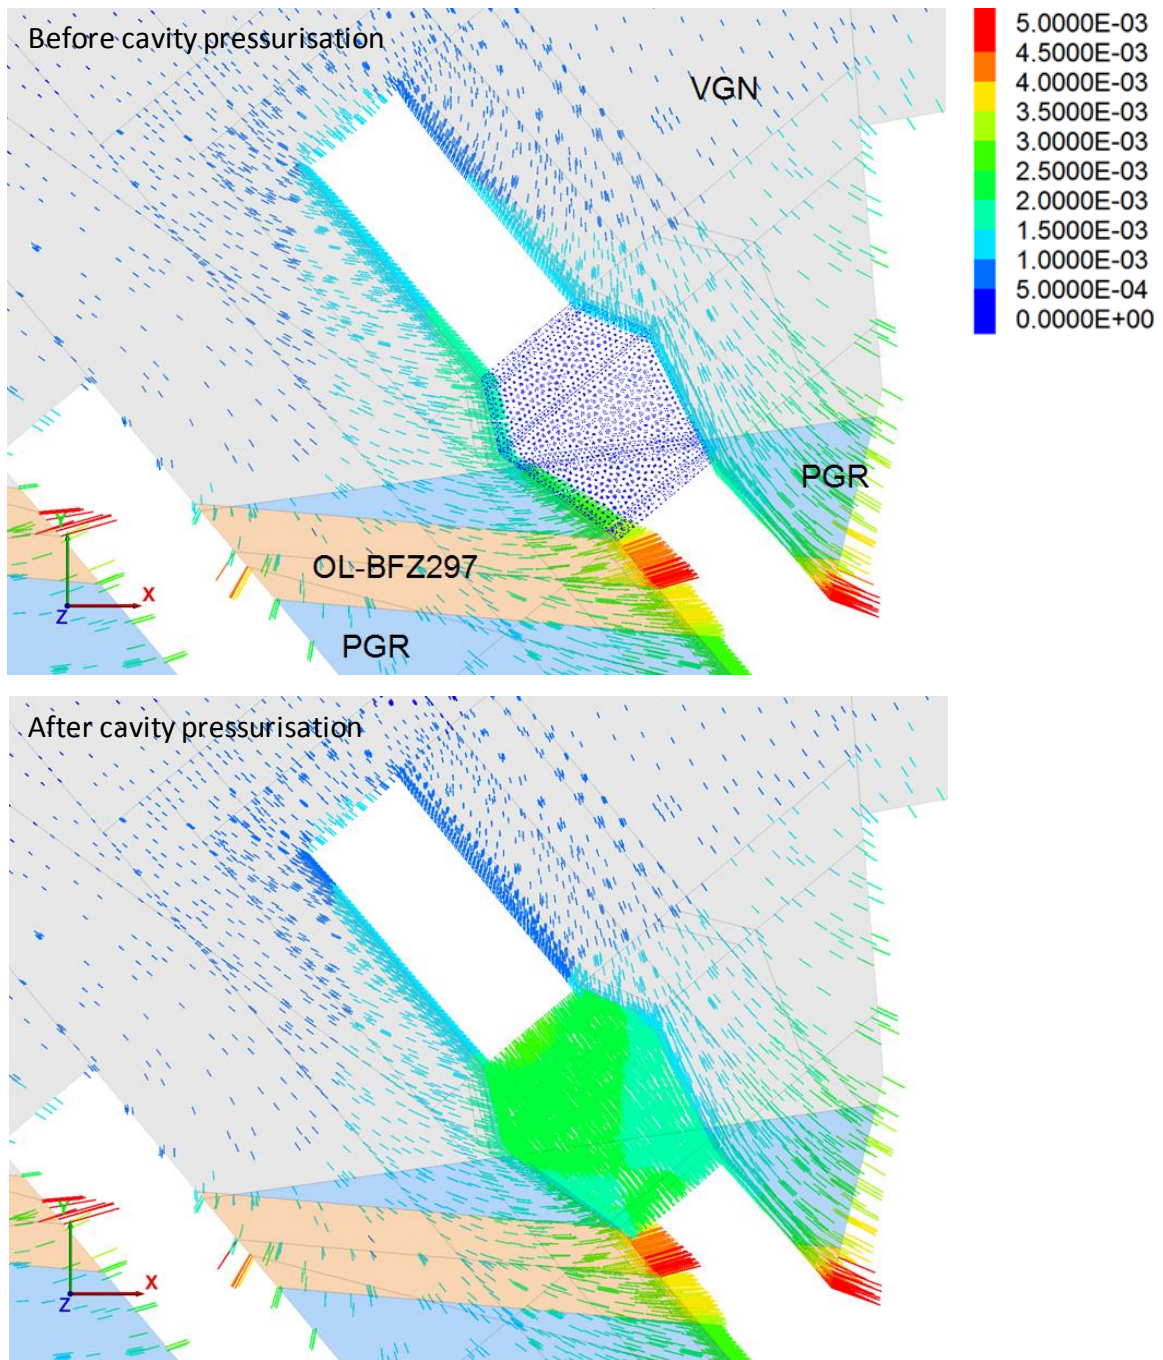 Before cavity pressurisation
VGN
PGR
OL-BFZ297
PGR
Y
X
Z
5.0000E-03
4.5000E-03
4.0000E-03
3.5000E-03
3.0000E-03
2.5000E-03
2.0000E-03
1.5000E-03
1.0000E-03
5.0000E-04
0.0000E+00
After cavity pressurisation
Y
X
Z